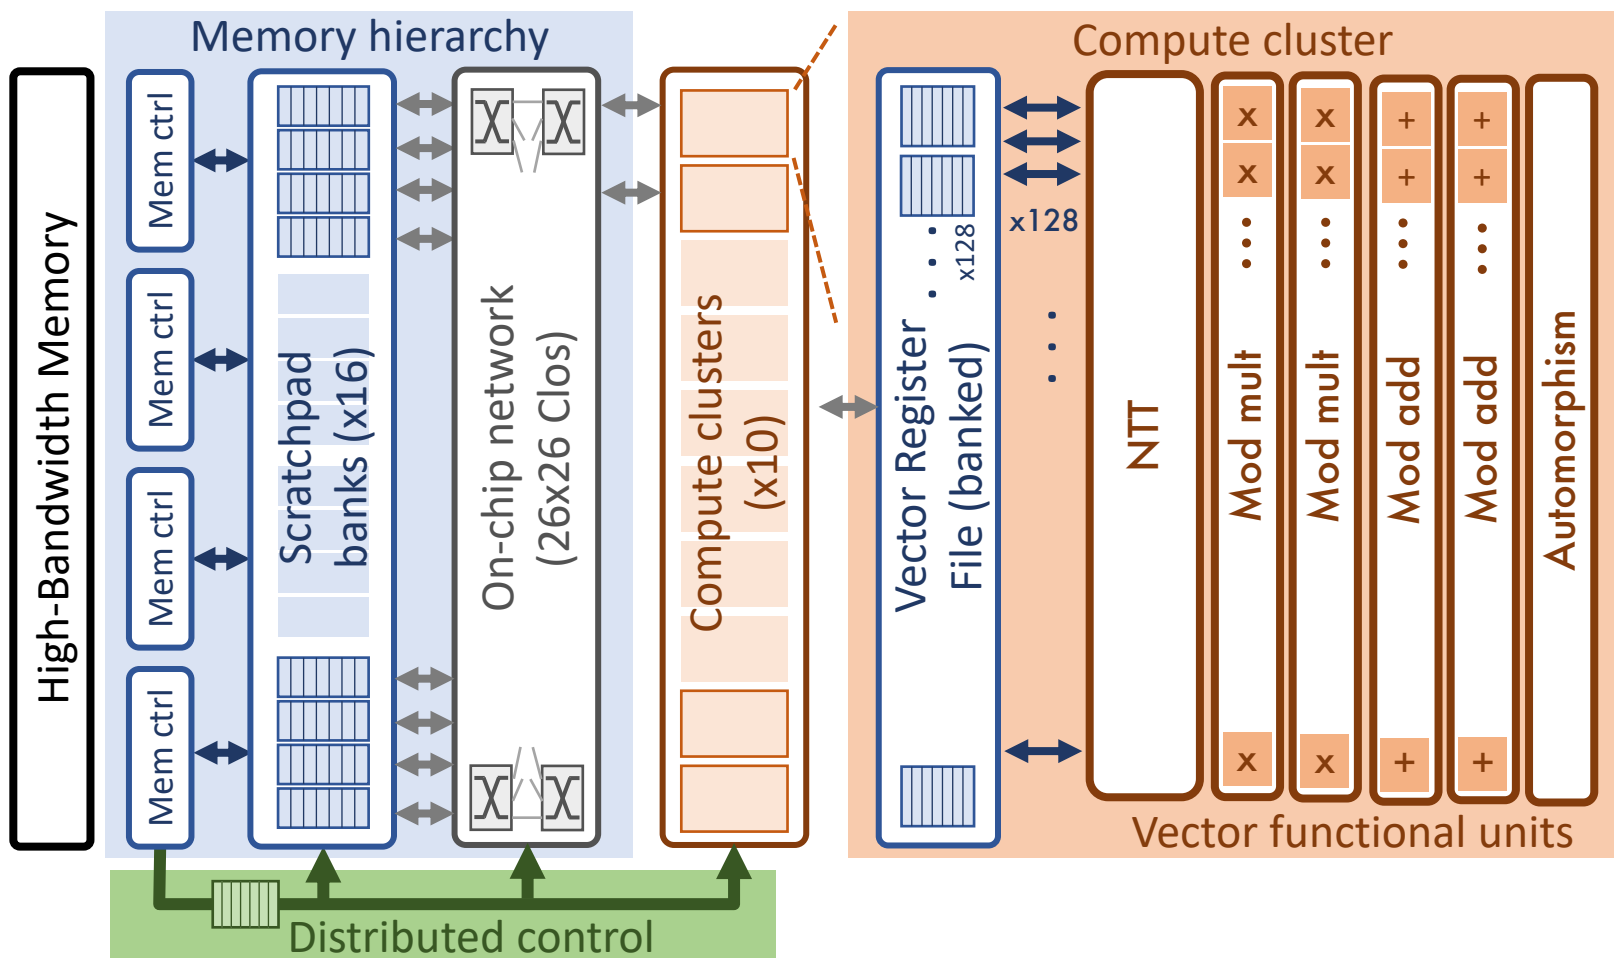 Memory hierarchy
Compute cluster
High-Bandwidth Memory
Mem ctrl
Mem ctrl
Mem ctrl
Mem ctrl
Scratchpad
banks (x16)
On-chip network
(26x26 Clos)
Compute clusters
(x10)
Vector Register
File (banked)
x128
x128
NTT
x
x
x
Mod mult
x
x
x
Mod mult
+
+
+
Mod add
+
+
+
Mod add
Automorphism
Vector functional units
Distributed control